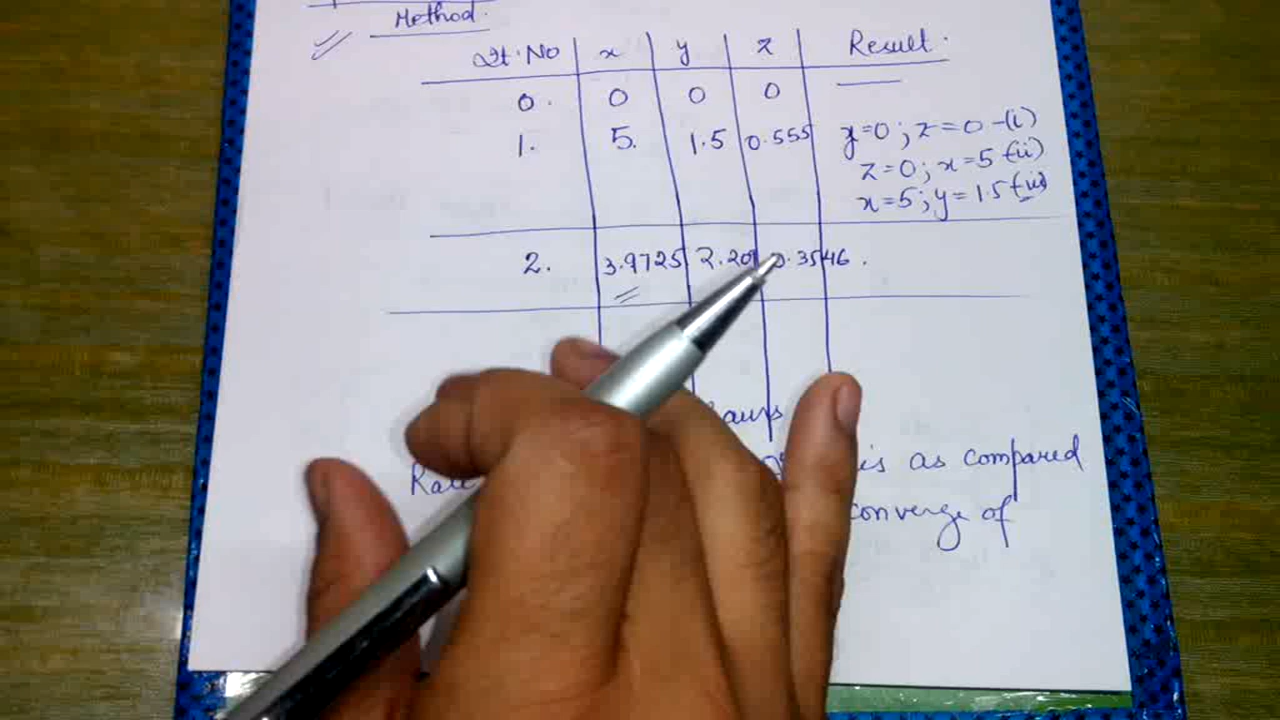 Method.
It. No x y z Result.
0. 0 0 0
1. 5. 1.5 0.555 y=0 ; z=0 -(i)
z=0 ; x=5 -(ii)
x=5 ; y=1.5 -(iii)
2. 3.9725 2.20 0.3546.
is as compared
converge of